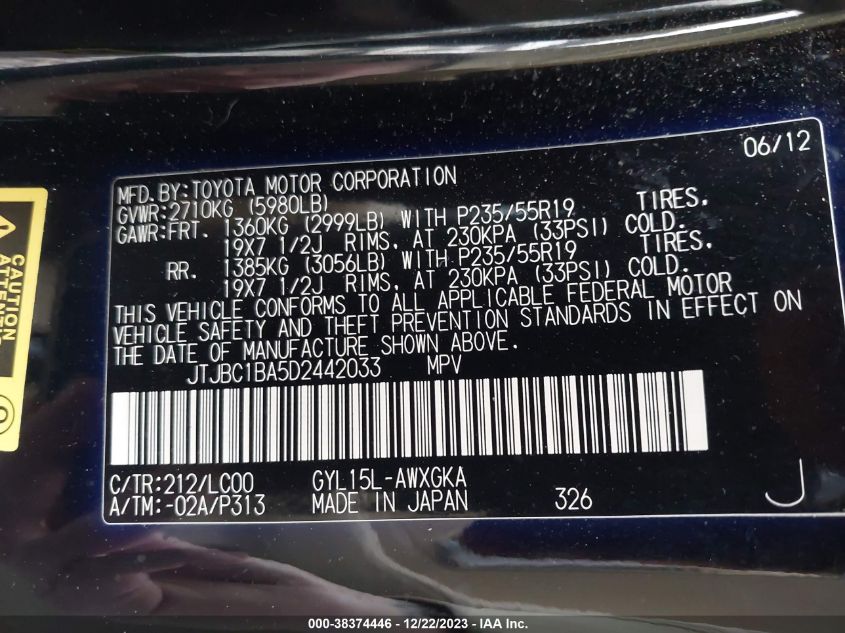 06/12
MFD.BY:TOYOTA MOTOR CORPORATION
GVWR:2710KG (5980LB)
GAWR:FRT. 1360KG (2999LB) WITH P235/55R19 TIRES,
19X7 1/2J RIMS, AT 230KPA (33PSI) COLD.
RR. 1385KG (3056LB) WITH P235/55R19 TIRES,
19X7 1/2J RIMS, AT 230KPA (33PSI) COLD.
THIS VEHICLE CONFORMS TO ALL APPLICABLE FEDERAL MOTOR
VEHICLE SAFETY AND THEFT PREVENTION STANDARDS IN EFFECT ON
THE DATE OF MANUFACTURE SHOWN ABOVE.
JTJBC1BA5D2442033 MPV
C/TR:212/LC00 GYL15L-AWXGKA
A/TM:-02A/P313 MADE IN JAPAN 326 J
CAUTION
000-38374446 - 12/22/2023 - IAA Inc.